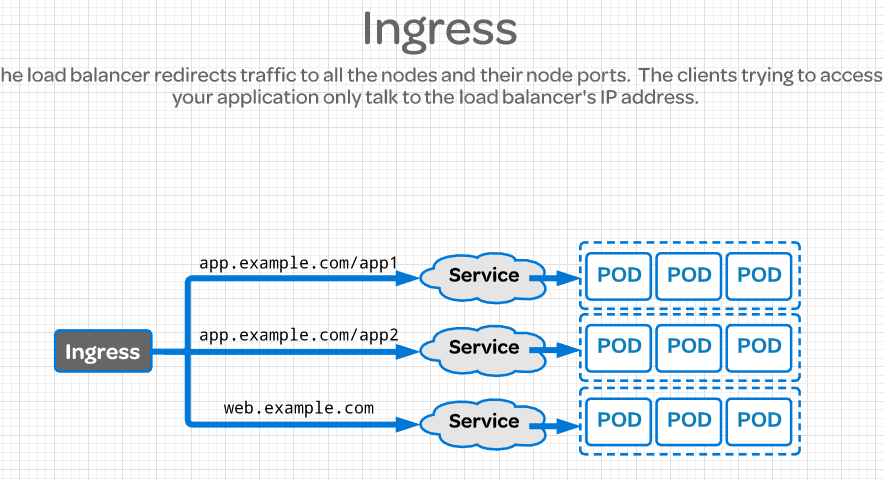 Ingress
he load balancer redirects traffic to all the nodes and their node ports. The clients trying to access
your application only talk to the load balancer's IP address.
app.example.com/app1
Service
POD POD POD
app.example.com/app2
Ingress
Service
POD POD POD
web.example.com
Service
POD POD POD